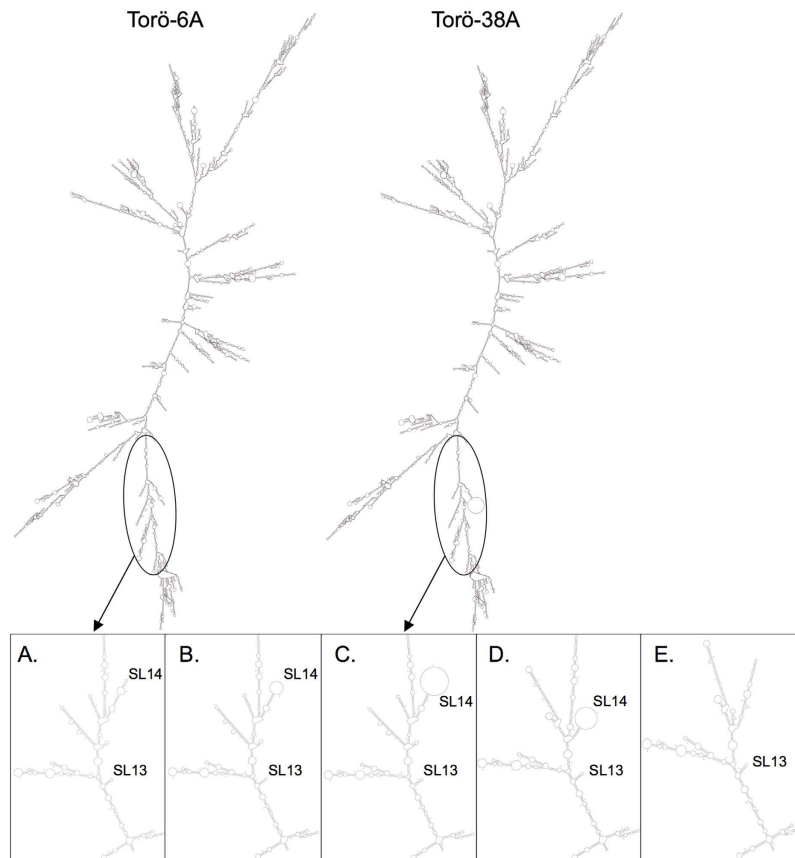 Torö-6A
Torö-38A
A.
SL14
SL13
B.
SL14
SL13
C.
SL14
SL13
D.
SL14
SL13
E.
SL13